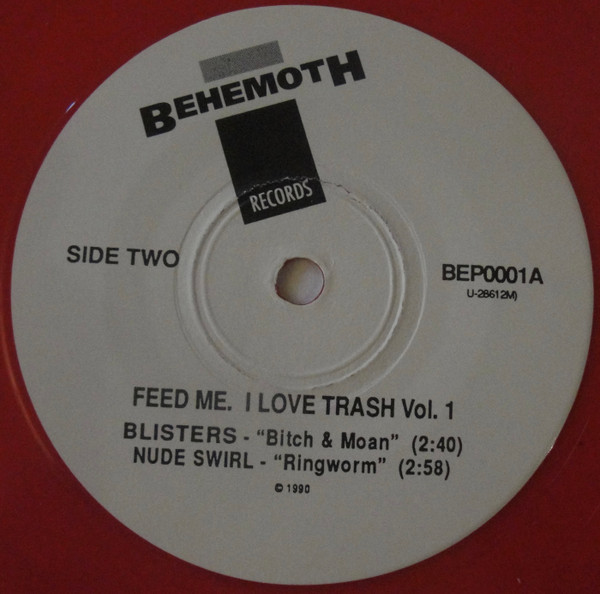 BEHEMOTH
RECORDS
SIDE TWO
BEP0001A
U-28612M)
FEED ME. I LOVE TRASH Vol. 1
BLISTERS - “Bitch & Moan” (2:40)
NUDE SWIRL - “Ringworm” (2:58)
© 1990